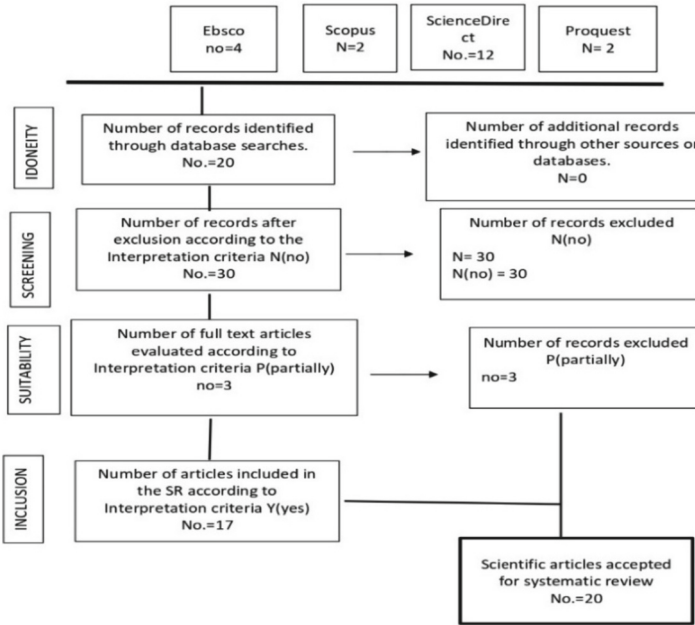 Ebsco
no=4
Scopus
N=2
ScienceDire
ct
No.=12
Proquest
N= 2
IDONEITY
Number of records identified
through database searches.
No.=20
Number of additional records
identified through other sources or
databases.
N=0
SCREENING
Number of records after
exclusion according to the
Interpretation criteria N(no)
No.=30
Number of records excluded
N(no)
N= 30
N(no) = 30
SUITABILITY
Number of full text articles
evaluated according to
Interpretation criteria P(partially)
no=3
Number of records excluded
P(partially)
no=3
INCLUSION
Number of articles included in
the SR according to
Interpretation criteria Y(yes)
No.=17
Scientific articles accepted
for systematic review
No.=20